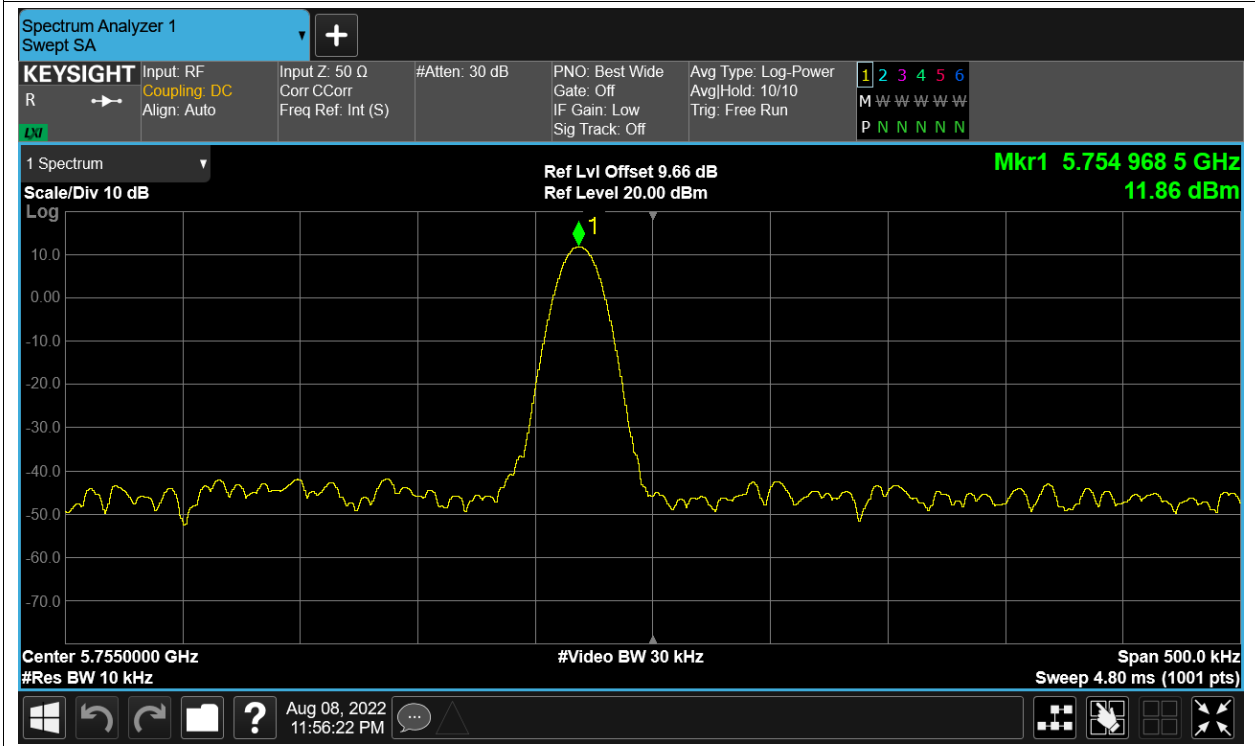 Spectrum Analyzer 1
Swept SA
+
KEYSIGHT
R
LXI
Input: RF
Coupling: DC
Align: Auto
Input Z: 50 Ω
Corr CCorr
Freq Ref: Int (S)
#Atten: 30 dB
PNO: Best Wide
Gate: Off
IF Gain: Low
Sig Track: Off
Avg Type: Log-Power
Avg|Hold: 10/10
Trig: Free Run
1 2 3 4 5 6
M W W W W W
P N N N N N
1 Spectrum
Scale/Div 10 dB
Log
Ref Lvl Offset 9.66 dB
Ref Level 20.00 dBm
Mkr1 5.754 968 5 GHz
11.86 dBm
1
10.0
0.00
-10.0
-20.0
-30.0
-40.0
-50.0
-60.0
-70.0
Center 5.7550000 GHz
#Res BW 10 kHz
#Video BW 30 kHz
Span 500.0 kHz
Sweep 4.80 ms (1001 pts)
?
Aug 08, 2022
11:56:22 PM